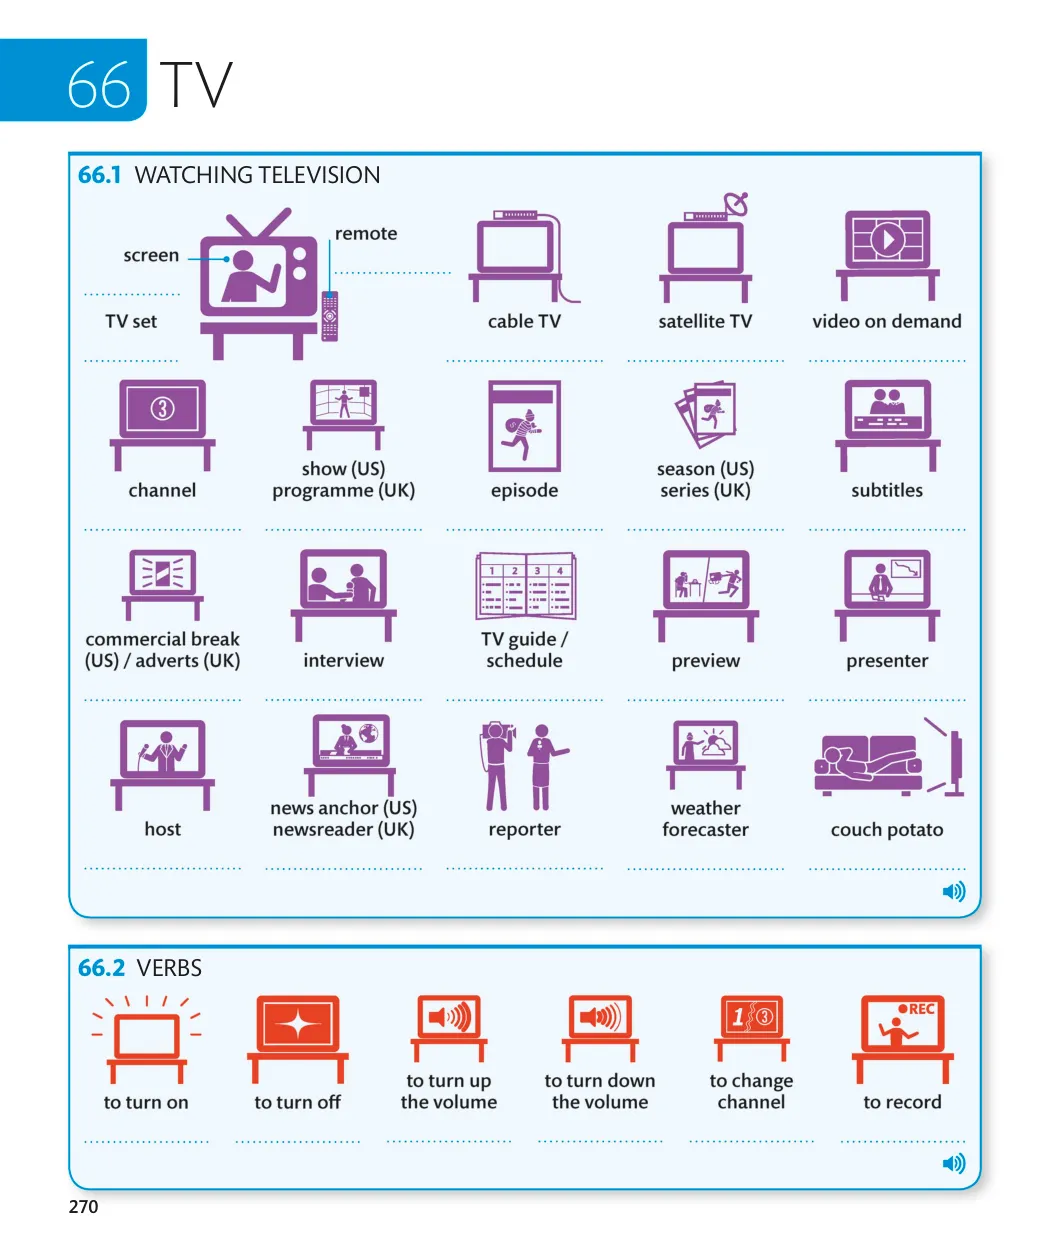 66 TV
66.1 WATCHING TELEVISION
screen
remote
TV set
cable TV
satellite TV
video on demand
3
channel
show (US)
programme (UK)
episode
season (US)
series (UK)
subtitles
commercial break
(US) / adverts (UK)
interview
1 2 3 4
TV guide /
schedule
preview
presenter
host
news anchor (US)
newsreader (UK)
reporter
weather
forecaster
couch potato
66.2 VERBS
to turn on
to turn off
to turn up
the volume
to turn down
the volume
1 3
to change
channel
REC
to record
270